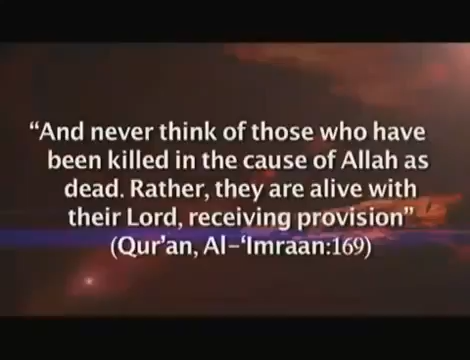 “And never think of those who have
been killed in the cause of Allah as
dead. Rather, they are alive with
their Lord, receiving provision”
(Qur’an, Al-‘Imraan:169)